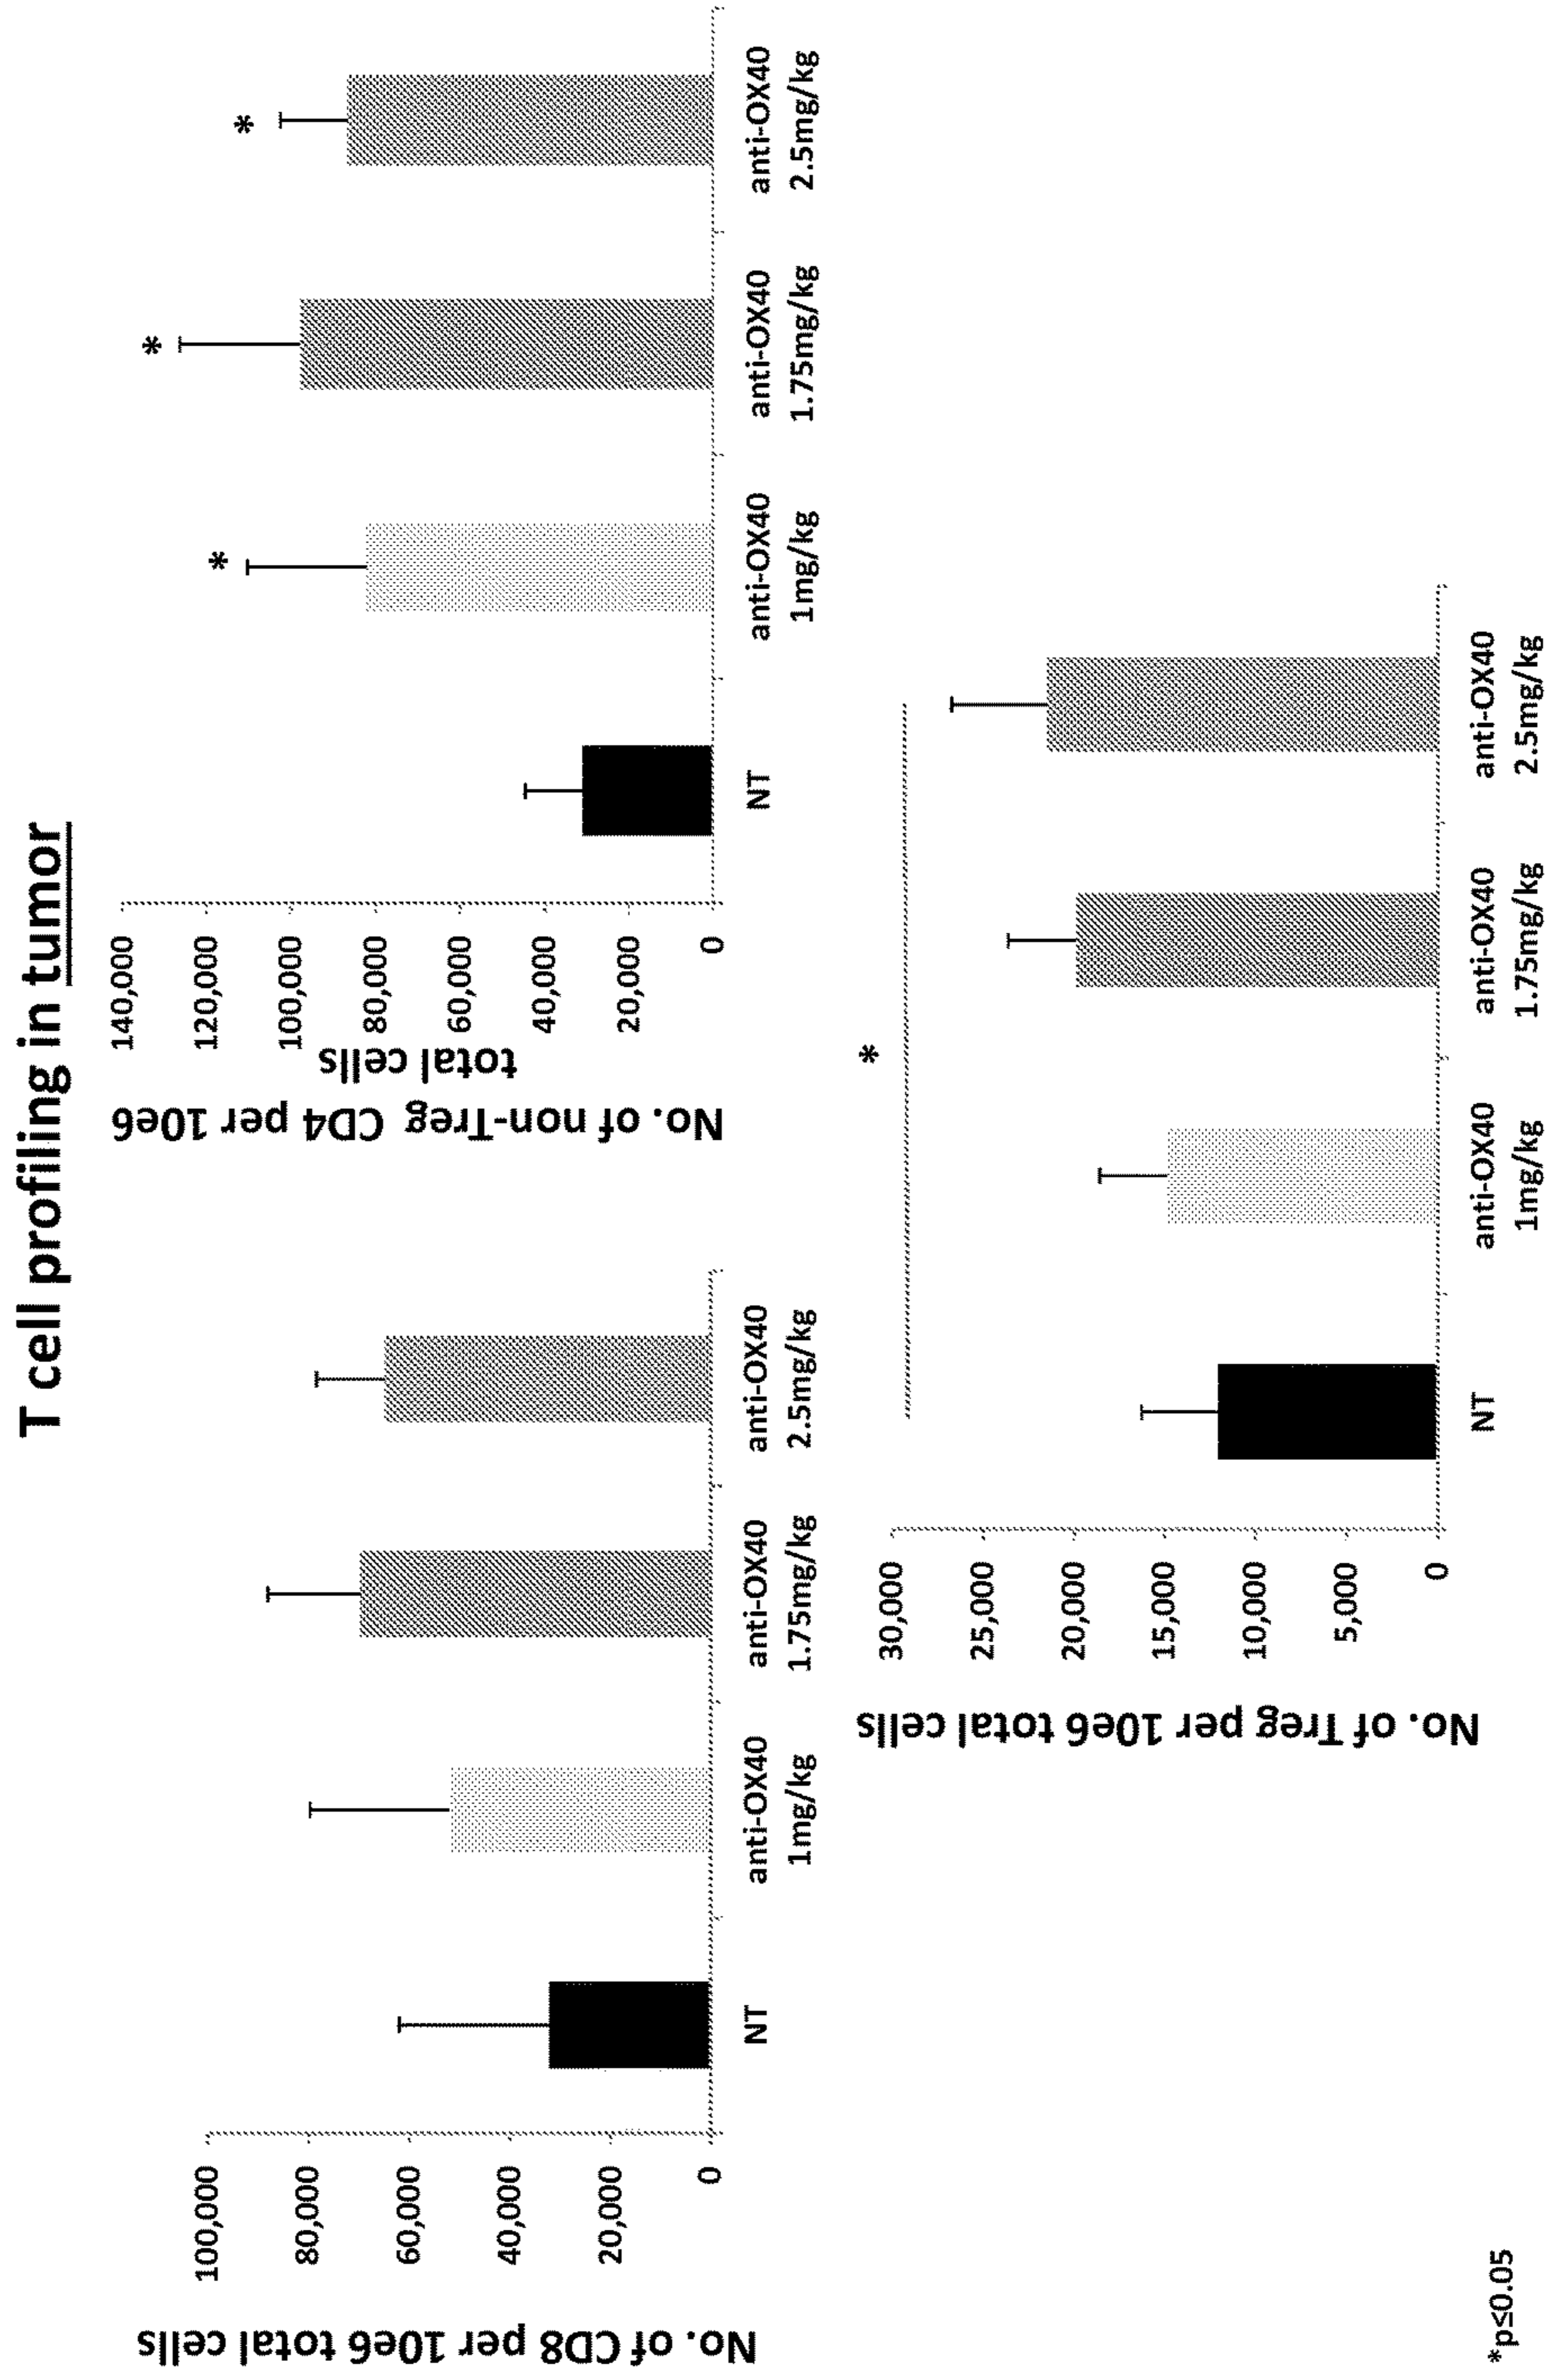 T cell profiling in tumor
No. of CD8 per 10e6 total cells
100,000
80,000
60,000
40,000
20,000
0
NT
anti-OX40
1mg/kg
anti-OX40
1.75mg/kg
anti-OX40
2.5mg/kg
No. of non-Treg CD4 per 10e6
total cells
140,000
120,000
100,000
80,000
60,000
40,000
20,000
0
*
*
*
NT
anti-OX40
1mg/kg
anti-OX40
1.75mg/kg
anti-OX40
2.5mg/kg
No. of Treg per 10e6 total cells
30,000
25,000
20,000
15,000
10,000
5,000
0
*
NT
anti-OX40
1mg/kg
anti-OX40
1.75mg/kg
anti-OX40
2.5mg/kg
*p≤0.05